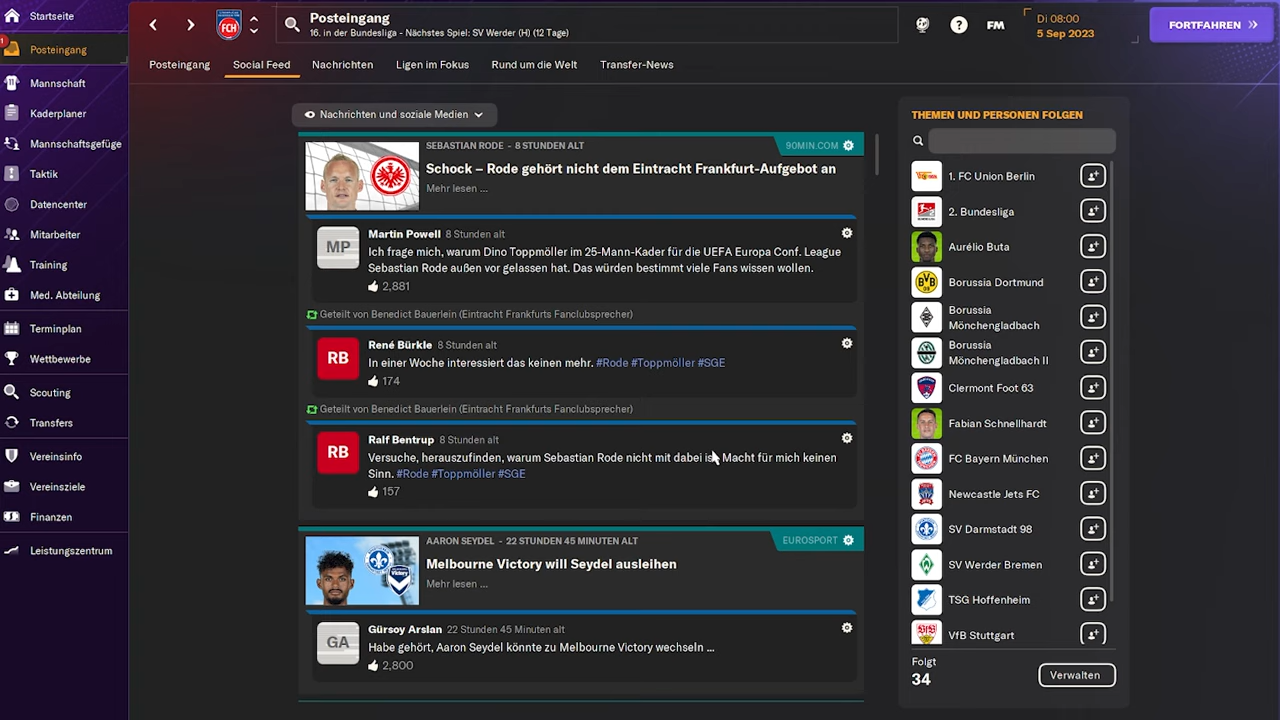 Startseite
1
Posteingang
11
Mannschaft
Kaderplaner
Mannschaftsgefüge
Taktik
Datencenter
Mitarbeiter
Training
Med. Abteilung
Terminplan
Wettbewerbe
Scouting
Transfers
Vereinsinfo
Vereinsziele
Finanzen
Leistungszentrum
FCH
Posteingang
16. in der Bundesliga - Nächstes Spiel: SV Werder (H) (12 Tage)
?
FM
Di 08:00
5 Sep 2023
FORTFAHREN
Posteingang
Social Feed
Nachrichten
Ligen im Fokus
Rund um die Welt
Transfer-News
Nachrichten und soziale Medien
SEBASTIAN RODE - 8 STUNDEN ALT
90MIN.COM
Schock – Rode gehört nicht dem Eintracht Frankfurt-Aufgebot an
Mehr lesen ...
MP
Martin Powell 8 Stunden alt
Ich frage mich, warum Dino Toppmöller im 25-Mann-Kader für die UEFA Europa Conf. League
Sebastian Rode außen vor gelassen hat. Das würden bestimmt viele Fans wissen wollen.
2,881
Geteilt von Benedict Bauerlein (Eintracht Frankfurts Fanclubsprecher)
RB
René Bürkle 8 Stunden alt
In einer Woche interessiert das keinen mehr. #Rode #Toppmöller #SGE
174
Geteilt von Benedict Bauerlein (Eintracht Frankfurts Fanclubsprecher)
RB
Ralf Bentrup 8 Stunden alt
Versuche, herauszufinden, warum Sebastian Rode nicht mit dabei is Macht für mich keinen
Sinn. #Rode #Toppmöller #SGE
157
AARON SEYDEL - 22 STUNDEN 45 MINUTEN ALT
EUROSPORT
Melbourne Victory will Seydel ausleihen
Mehr lesen ...
GA
Gürsoy Arslan 22 Stunden 45 Minuten alt
Habe gehört, Aaron Seydel könnte zu Melbourne Victory wechseln ...
2,800
THEMEN UND PERSONEN FOLGEN
1. FC Union Berlin
2. Bundesliga
Aurélio Buta
Borussia Dortmund
Borussia
Mönchengladbach
Borussia
Mönchengladbach II
Clermont Foot 63
Fabian Schnellhardt
FC Bayern München
Newcastle Jets FC
SV Darmstadt 98
SV Werder Bremen
TSG Hoffenheim
VfB Stuttgart
Folgt
34
Verwalten